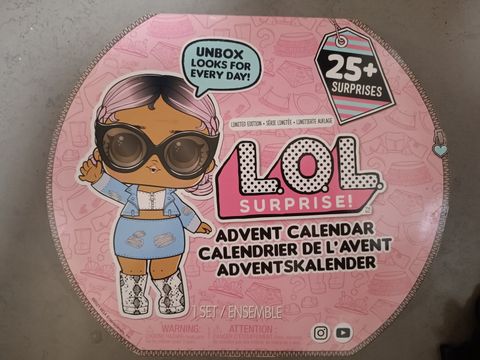 UNBOX
LOOKS FOR
EVERY DAY!
25+
SURPRISES
LIMITED EDITION • SÉRIE LIMITÉE • LIMITIERTE AUFLAGE
L.O.L.
SURPRISE!
ADVENT CALENDAR
CALENDRIER DE L'AVENT
ADVENTSKALENDER
1 SET / ENSEMBLE
WARNING:
ATTENTION :